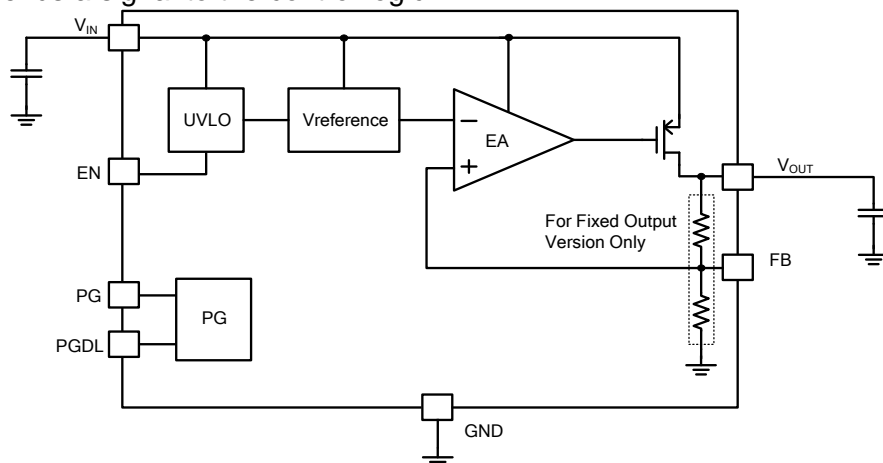 V_IN
UVLO
Vreference
−
EA
+
EN
V_OUT
For Fixed Output
Version Only
FB
PG
PG
PGDL
GND